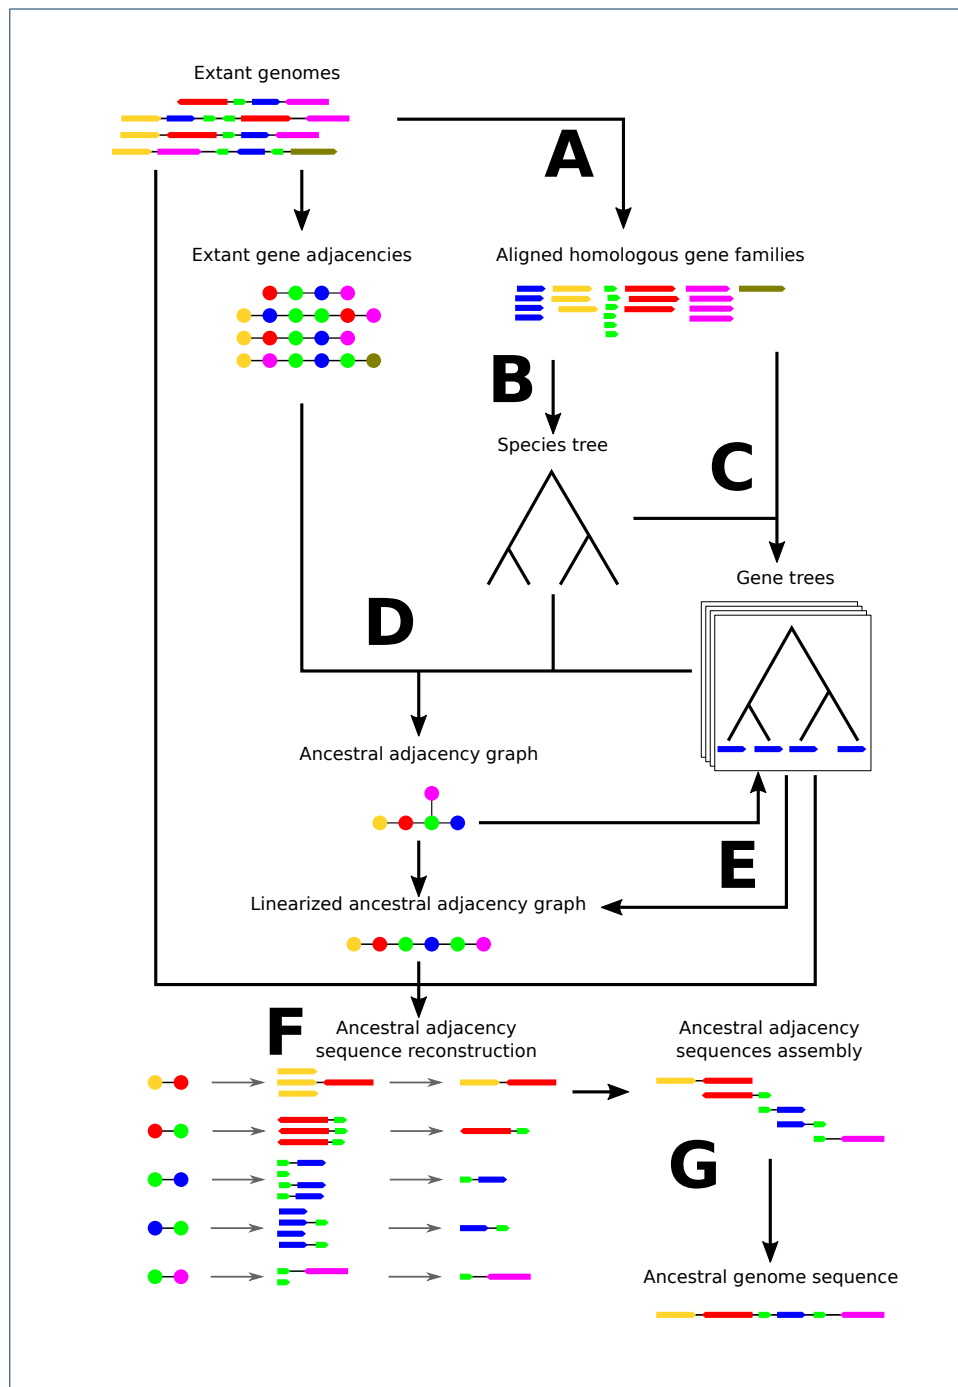 Extant genomes
A
Extant gene adjacencies
Aligned homologous gene families
B
Species tree
C
Gene trees
D
Ancestral adjacency graph
E
Linearized ancestral adjacency graph
F
Ancestral adjacency
sequence reconstruction
Ancestral adjacency
sequences assembly
G
Ancestral genome sequence